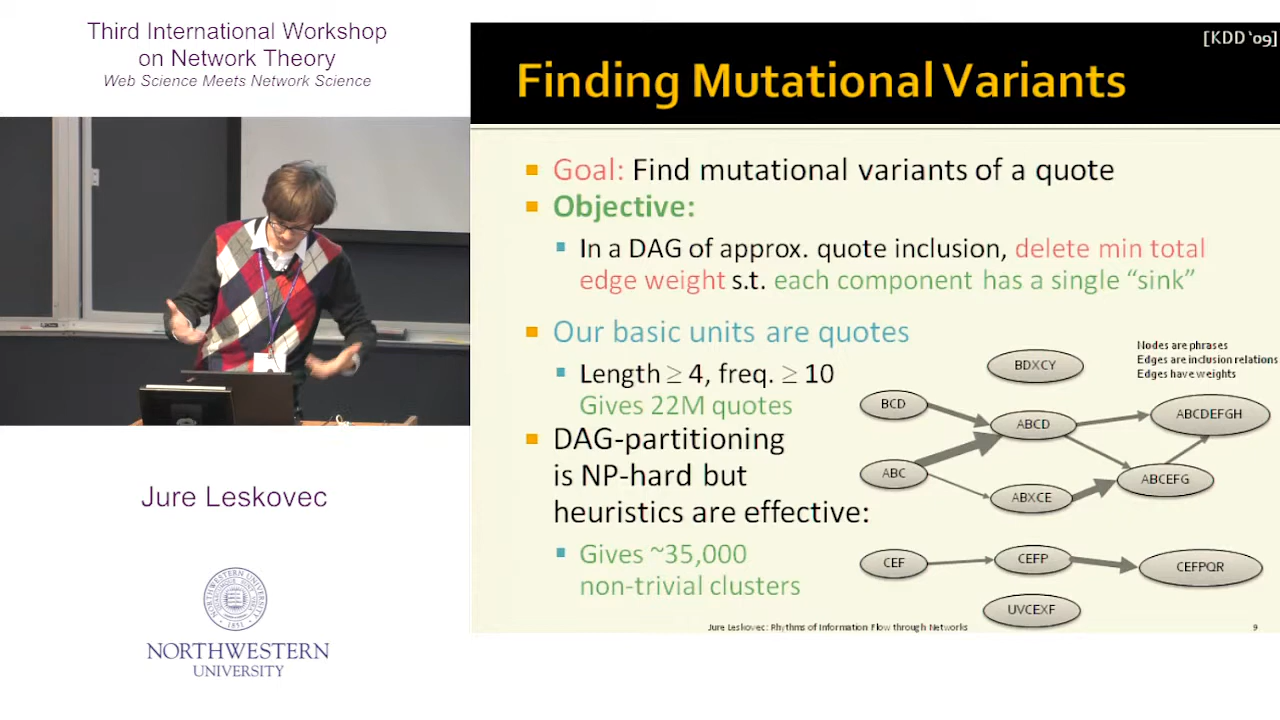 Third International Workshop
on Network Theory
Web Science Meets Network Science
Jure Leskovec
NORTHWESTERN
UNIVERSITY
[KDD '09]
Finding Mutational Variants
Goal: Find mutational variants of a quote
Objective:
In a DAG of approx. quote inclusion, delete min total
edge weight s.t. each component has a single "sink"
Our basic units are quotes
Length ≥ 4, freq. ≥ 10
Gives 22M quotes
DAG-partitioning
is NP-hard but
heuristics are effective:
Gives ~35,000
non-trivial clusters
Nodes are phrases
Edges are inclusion relations
Edges have weights
BDXCY
BCD
ABCD
ABCDEFGH
ABC
ABXCE
ABCEFG
CEF
CEFP
CEFPQR
UVCEXF
Jure Leskovec: Rhythms of Information Flow through Networks
9